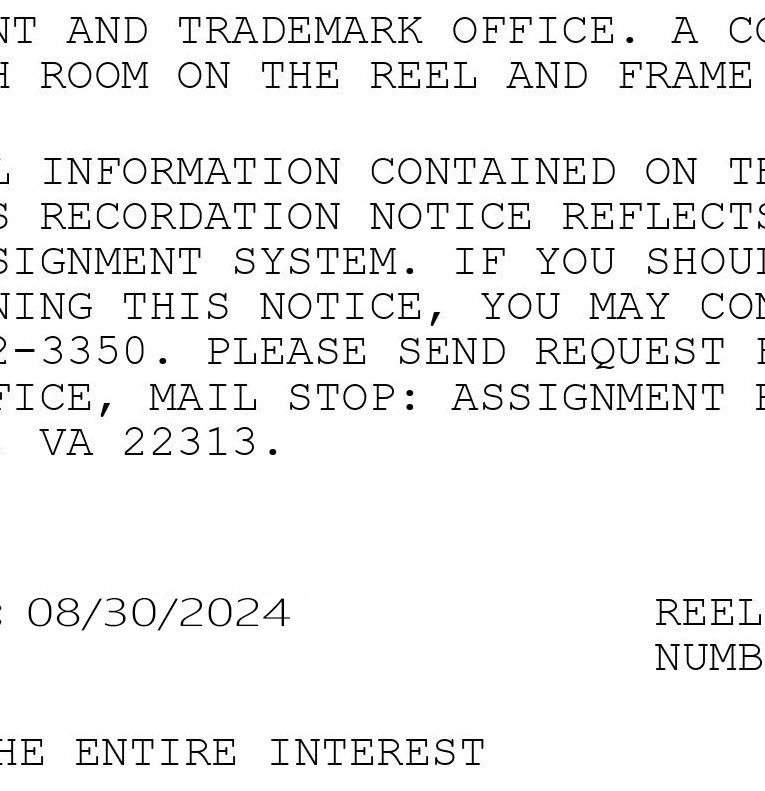 NT AND TRADEMARK OFFICE. A CO
H ROOM ON THE REEL AND FRAME
L INFORMATION CONTAINED ON TH
S RECORDATION NOTICE REFLECTS
SIGNMENT SYSTEM. IF YOU SHOUL
NING THIS NOTICE, YOU MAY CON
2-3350. PLEASE SEND REQUEST F
FICE, MAIL STOP: ASSIGNMENT
VA 22313.
: 08/30/2024
REEL
NUMB
HE ENTIRE INTEREST